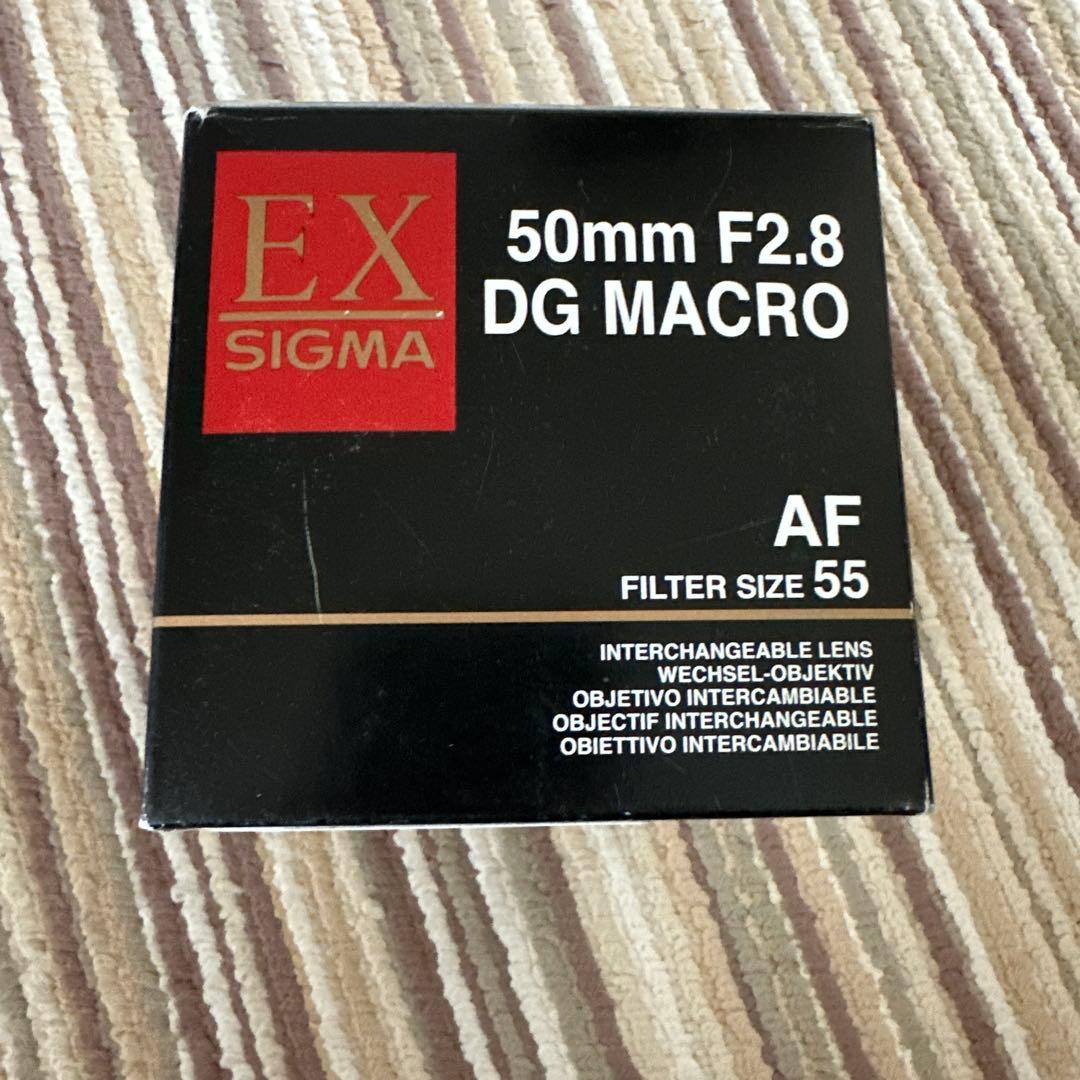 EX
SIGMA
50mm F2.8
DG MACRO
AF
FILTER SIZE 55
INTERCHANGEABLE LENS
WECHSEL-OBJEKTIV
OBJETIVO INTERCAMBIABLE
OBJECTIF INTERCHANGEABLE
OBIETTIVO INTERCAMBIABILE